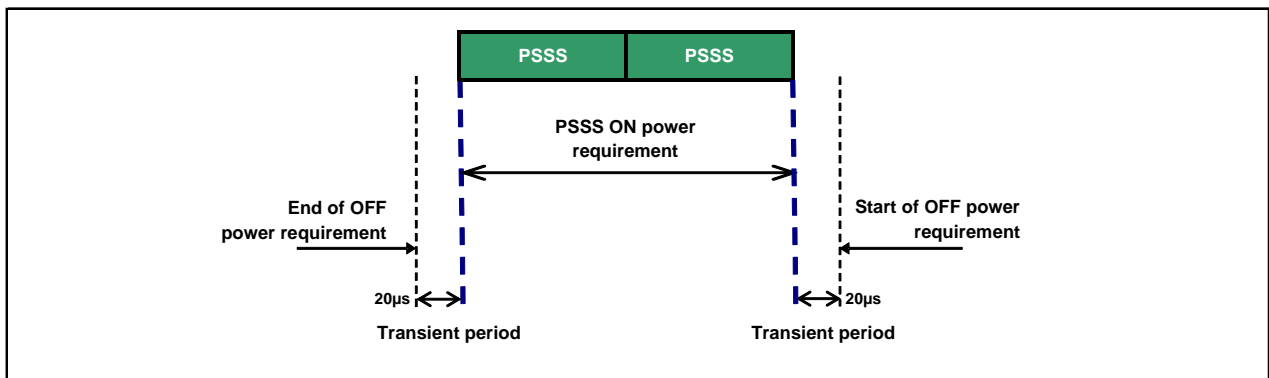 PSSS PSSS
PSSS ON power
requirement
End of OFF
power requirement
Start of OFF power
requirement
20µs
20µs
Transient period
Transient period